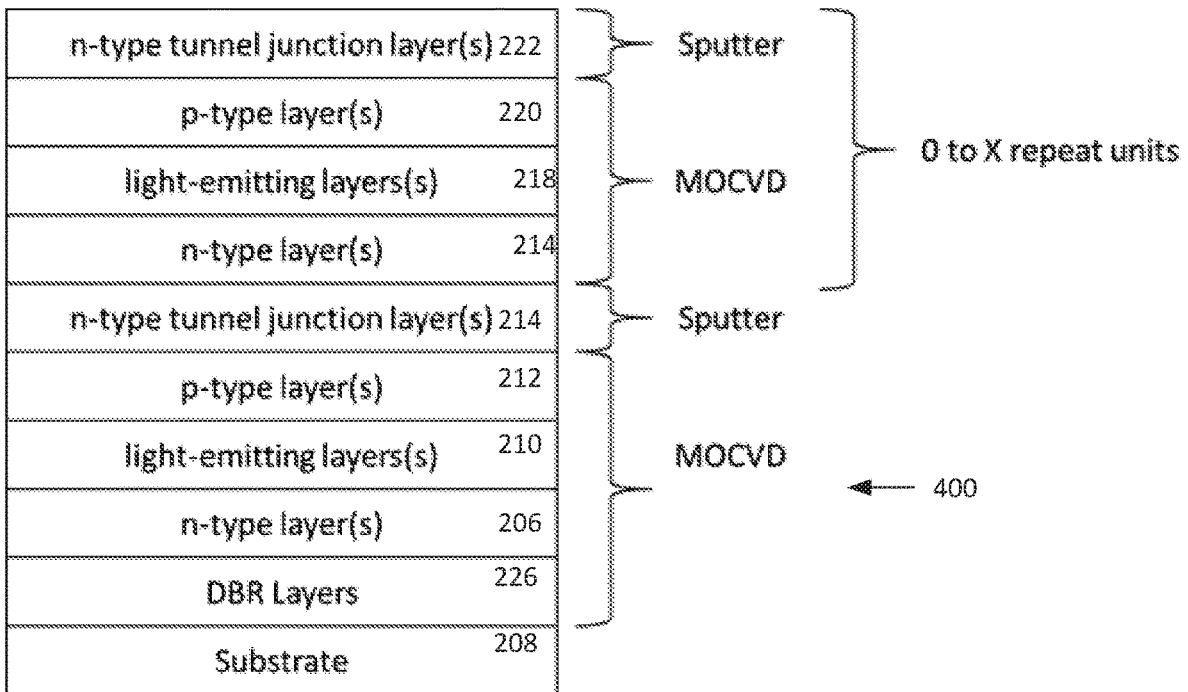 n-type tunnel junction layer(s) 222
Sputter
p-type layer(s) 220
0 to X repeat units
light-emitting layers(s) 218
MOCVD
n-type layer(s) 214
n-type tunnel junction layer(s) 214
Sputter
p-type layer(s) 212
light-emitting layers(s) 210
MOCVD
400
n-type layer(s) 206
DBR Layers 226
Substrate 208